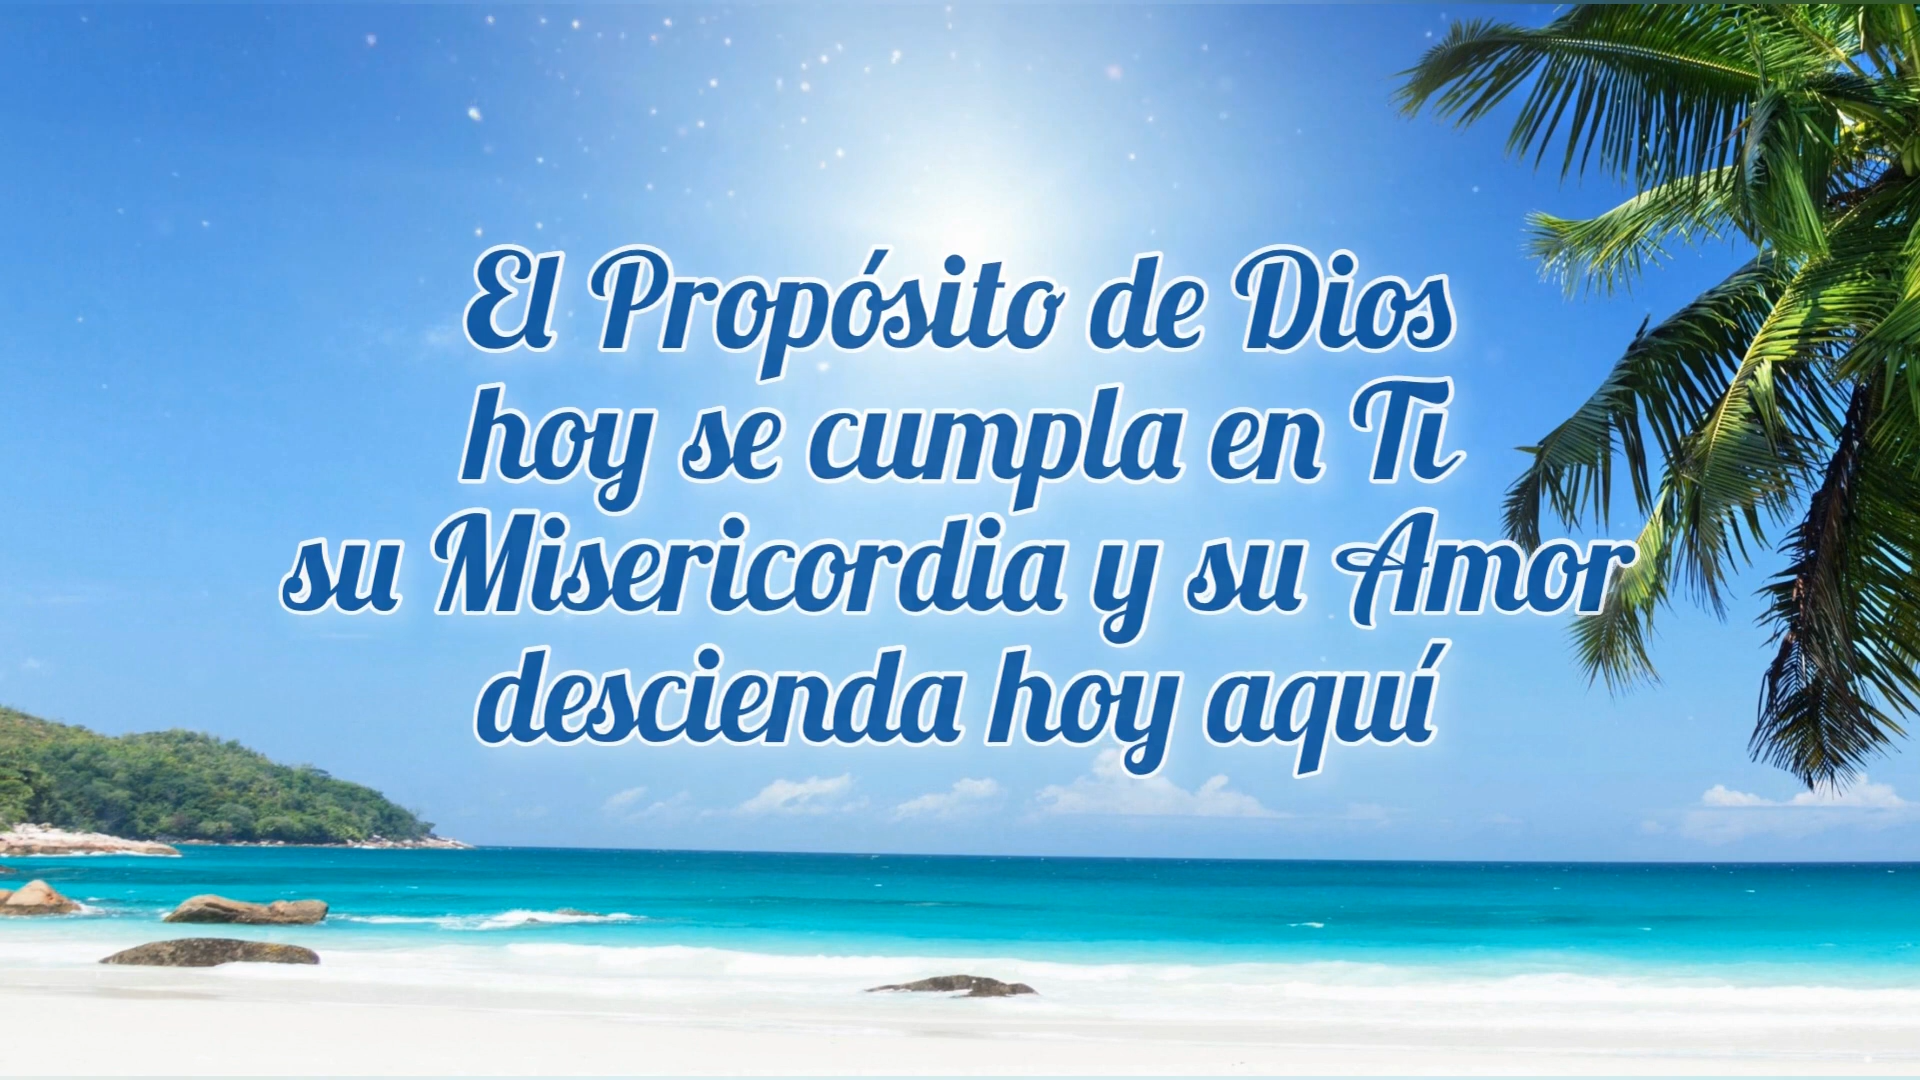 El Propósito de Dios
hoy se cumpla en Ti
su Misericordia y su Amor
descienda hoy aquí